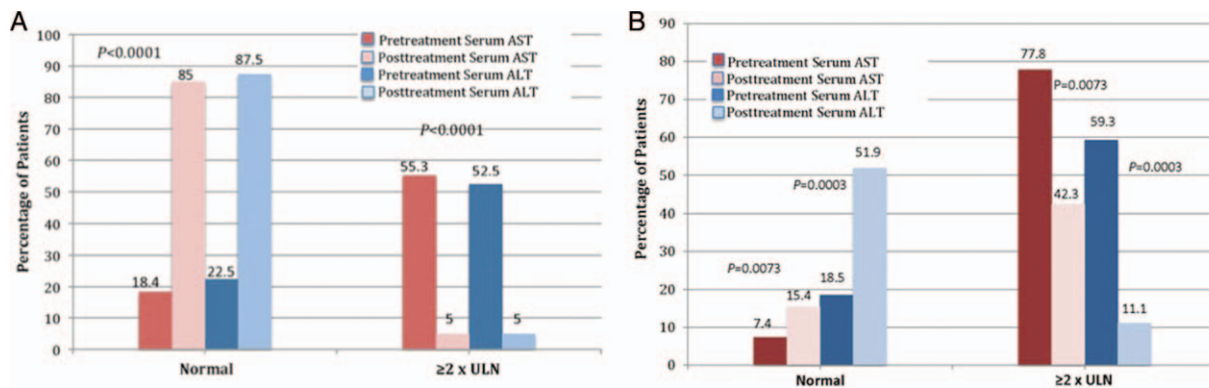 A
P<0.0001
Pretreatment Serum AST
Posttreatment Serum AST
Pretreatment Serum ALT
Posttreatment Serum ALT
P<0.0001
Percentage of Patients
100
90
80
70
60
50
40
30
20
10
0
18.4
85
22.5
87.5
55.3
5
52.5
5
Normal
≥2 x ULN
B
Pretreatment Serum AST
Posttreatment Serum AST
Pretreatment Serum ALT
Posttreatment Serum ALT
Percentage of Patients
90
80
70
60
50
40
30
20
10
0
P=0.0073
7.4
15.4
18.5
P=0.0003
51.9
77.8
P=0.0073
42.3
59.3
P=0.0003
11.1
Normal
≥2 x ULN